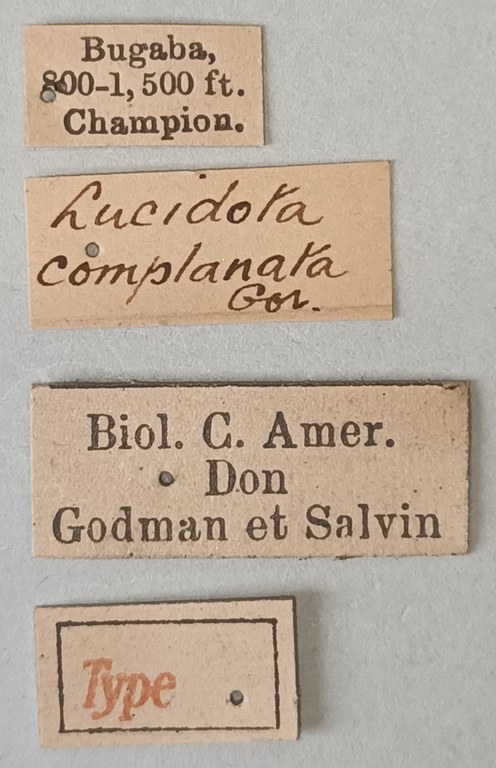 Bugaba,
800-1,500 ft.
Champion.
Lucidota
complanata
Gor.
Biol. C. Amer.
Don
Godman et Salvin
Type